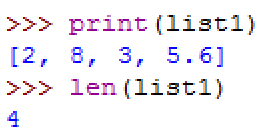 >>> print(list1)
[2, 8, 3, 5.6]
>>> len(list1)
4